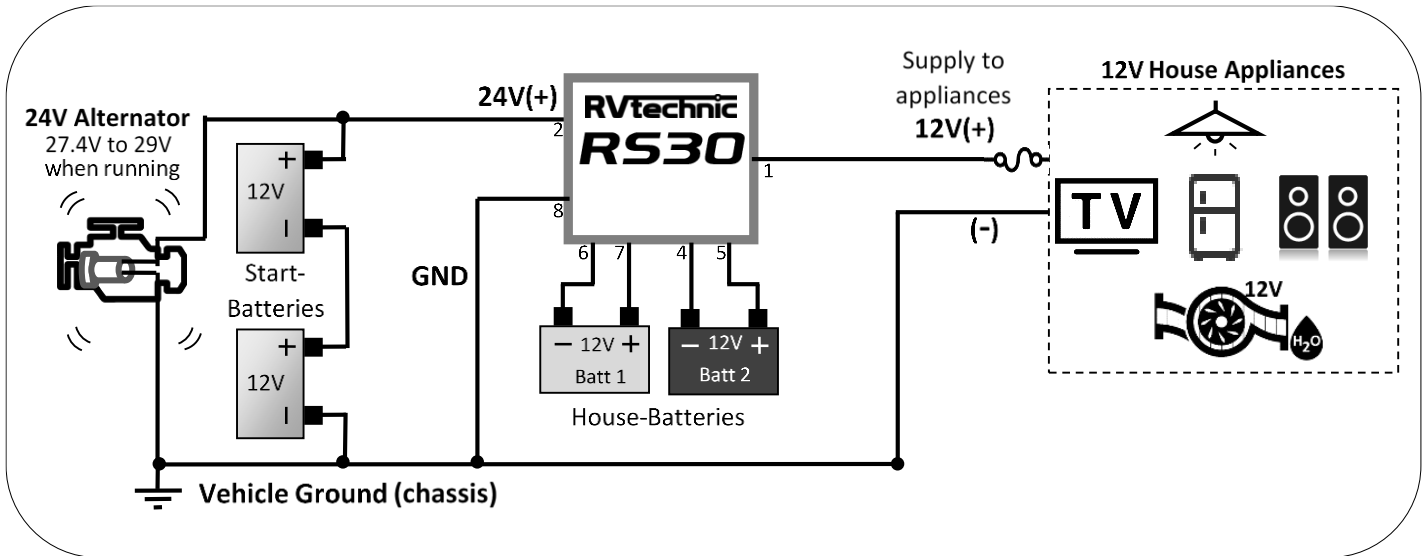 24V Alternator
27.4V to 29V
when running
12V
Start-
Batteries
12V
24V(+)
2
RVtechnic
RS30
1
8
GND
6
7
4
5
− 12V +
Batt 1
− 12V +
Batt 2
House-Batteries
Supply to
appliances
12V(+)
(-)
12V House Appliances
TV
12V
H₂O
Vehicle Ground (chassis)